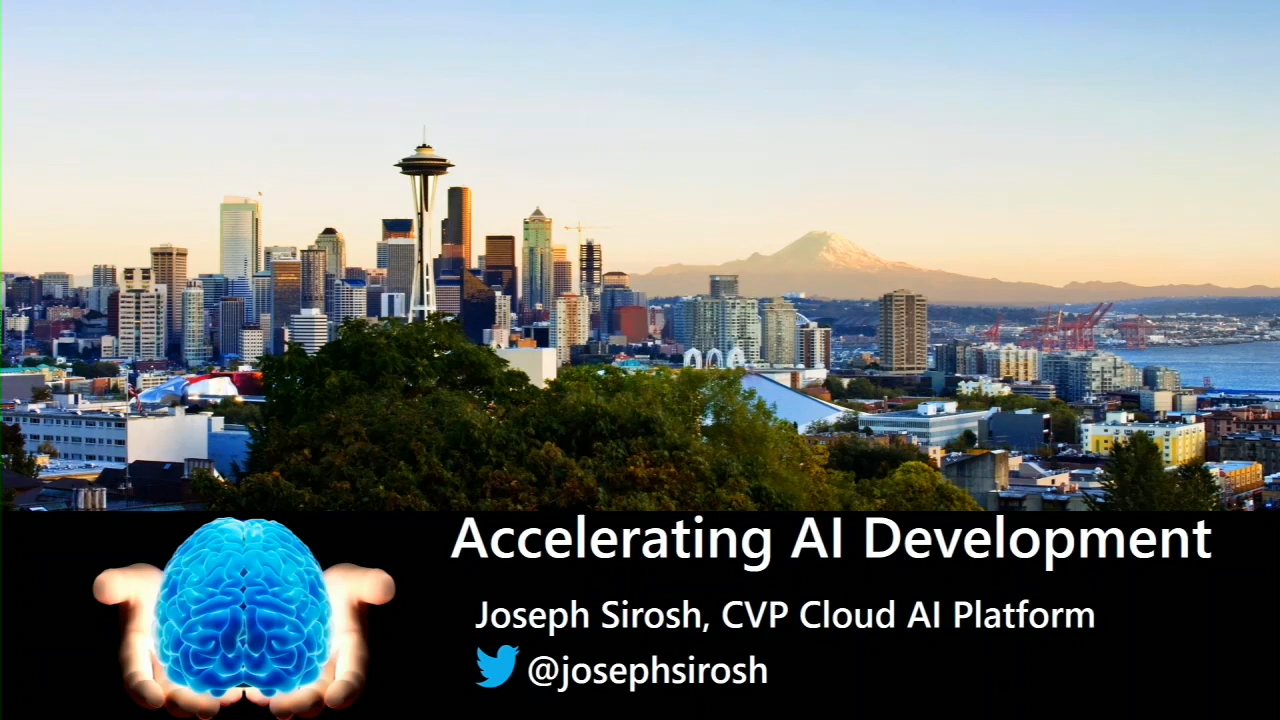 Accelerating AI Development
Joseph Sirosh, CVP Cloud AI Platform
@josephsirosh